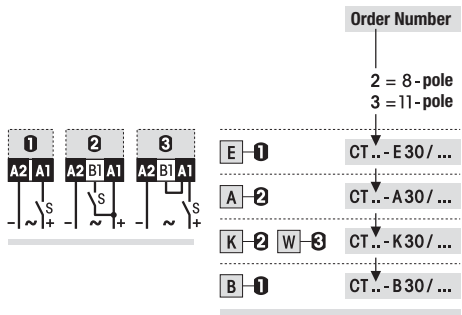 Order Number
2 = 8-pole
3 = 11-pole
1 2 3
A2 A1 A2 B1 A1 A2 B1 A1
S S S
- ~ + - ~ + - ~ +
E 1 CT..-E30/...
A 2 CT..-A30/...
K 2 W 3 CT..-K30/...
B 1 CT..-B30/...